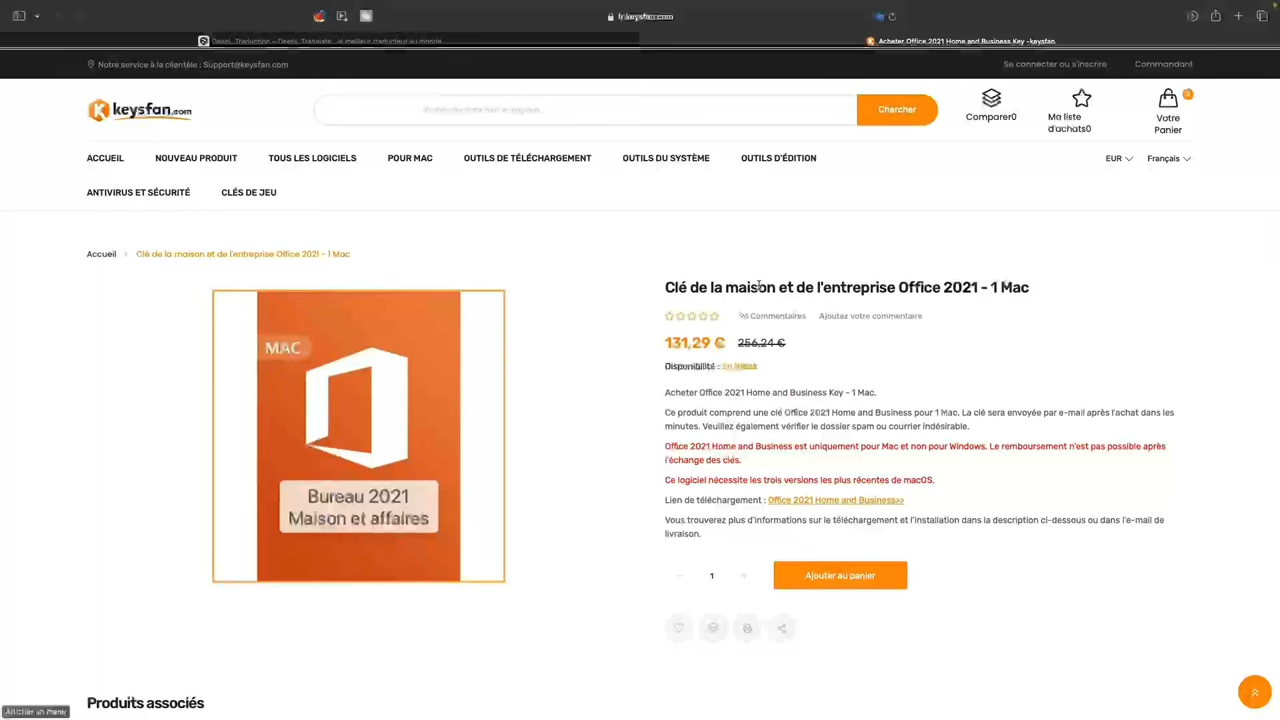 fr.keysfan.com
Acheter Office 2021 Home and Business Key -keysfan.
Notre service à la clientèle : Support@keysfan.com
Se connecter ou s'inscrire
Commandant
keysfan.com
Chercher
Comparer0
Ma liste
d'achats0
0
Votre
Panier
ACCUEIL NOUVEAU PRODUIT TOUS LES LOGICIELS POUR MAC OUTILS DE TÉLÉCHARGEMENT OUTILS DU SYSTÈME OUTILS D'ÉDITION
EUR Français
ANTIVIRUS ET SÉCURITÉ CLÉS DE JEU
Accueil > Clé de la maison et de l'entreprise Office 2021 - 1 Mac
MAC
Bureau 2021
Maison et affaires
Clé de la maison et de l'entreprise Office 2021 - 1 Mac
Commentaires Ajoutez votre commentaire
131,29 € 256,24 €
Disponibilité :
Acheter Office 2021 Home and Business Key - 1 Mac.
Ce produit comprend une clé Office 2021 Home and Business pour 1 Mac. La clé sera envoyée par e-mail après l'achat dans les
minutes. Veuillez également vérifier le dossier spam ou courrier indésirable.
Office 2021 Home and Business est uniquement pour Mac et non pour Windows. Le remboursement n'est pas possible après
l'échange des clés.
Ce logiciel nécessite les trois versions les plus récentes de macOS.
Lien de téléchargement : Office 2021 Home and Business>>
Vous trouverez plus d'informations sur le téléchargement et l'installation dans la description ci-dessous ou dans l'e-mail de
livraison.
− 1 +
Ajouter au panier
Produits associés
Afficher un menu